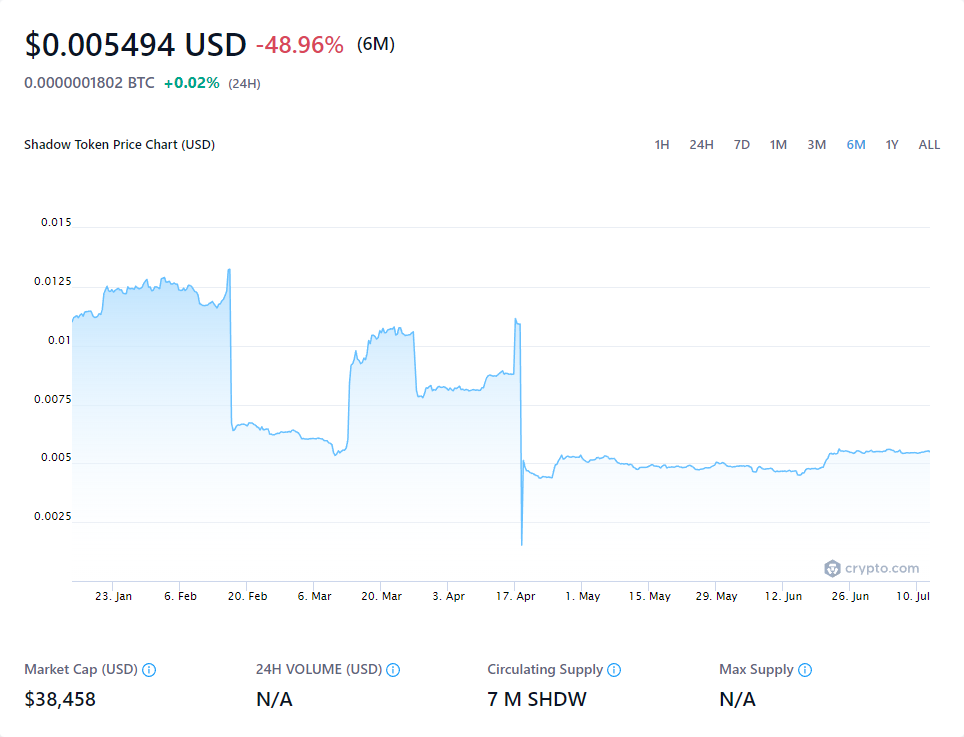 $0.005494 USD -48.96% (6M)
0.0000001802 BTC +0.02% (24H)
Shadow Token Price Chart (USD) 1H 24H 7D 1M 3M 6M 1Y ALL
0.015
0.0125
0.01
0.0075
0.005
0.0025
crypto.com
23. Jan 6. Feb 20. Feb 6. Mar 20. Mar 3. Apr 17. Apr 1. May 15. May 29. May 12. Jun 26. Jun 10. Jul
Market Cap (USD) 24H VOLUME (USD) Circulating Supply Max Supply
$38,458 N/A 7 M SHDW N/A